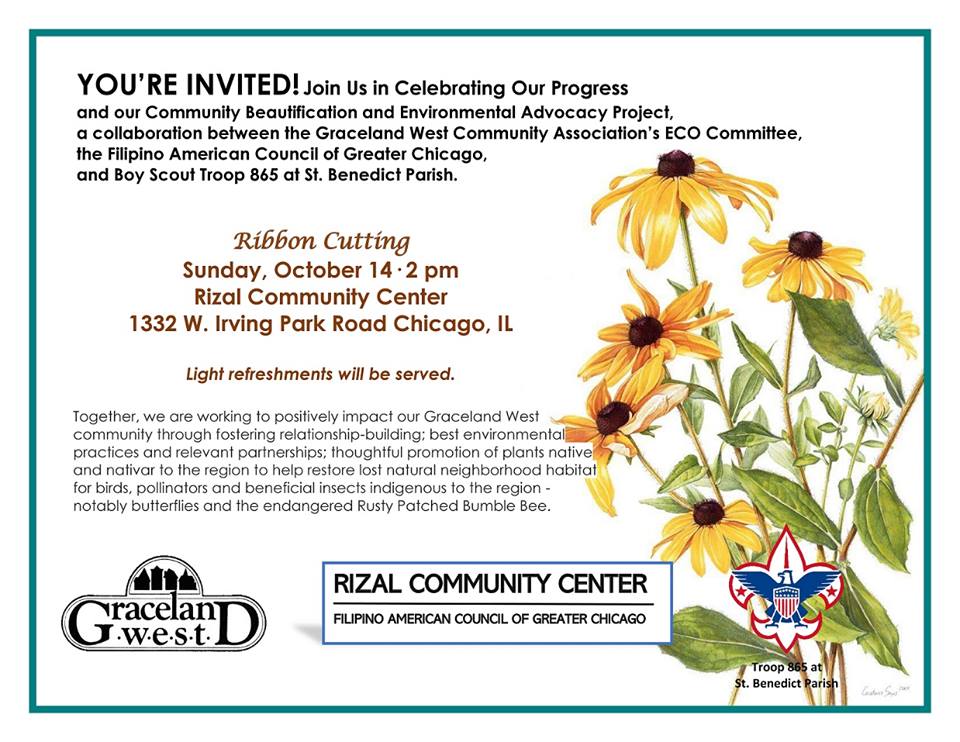 YOU'RE INVITED! Join Us in Celebrating Our Progress
and our Community Beautification and Environmental Advocacy Project,
a collaboration between the Graceland West Community Association's ECO Committee,
the Filipino American Council of Greater Chicago,
and Boy Scout Troop 865 at St. Benedict Parish.
Ribbon Cutting
Sunday, October 14 · 2 pm
Rizal Community Center
1332 W. Irving Park Road Chicago, IL
Light refreshments will be served.
Together, we are working to positively impact our Graceland West
community through fostering relationship-building; best environmental
practices and relevant partnerships; thoughtful promotion of plants native
and nativar to the region to help restore lost natural neighborhood habitat
for birds, pollinators and beneficial insects indigenous to the region -
notably butterflies and the endangered Rusty Patched Bumble Bee.
GracelanD
w·e·s·t
RIZAL COMMUNITY CENTER
FILIPINO AMERICAN COUNCIL OF GREATER CHICAGO
Troop 865 at
St. Benedict Parish